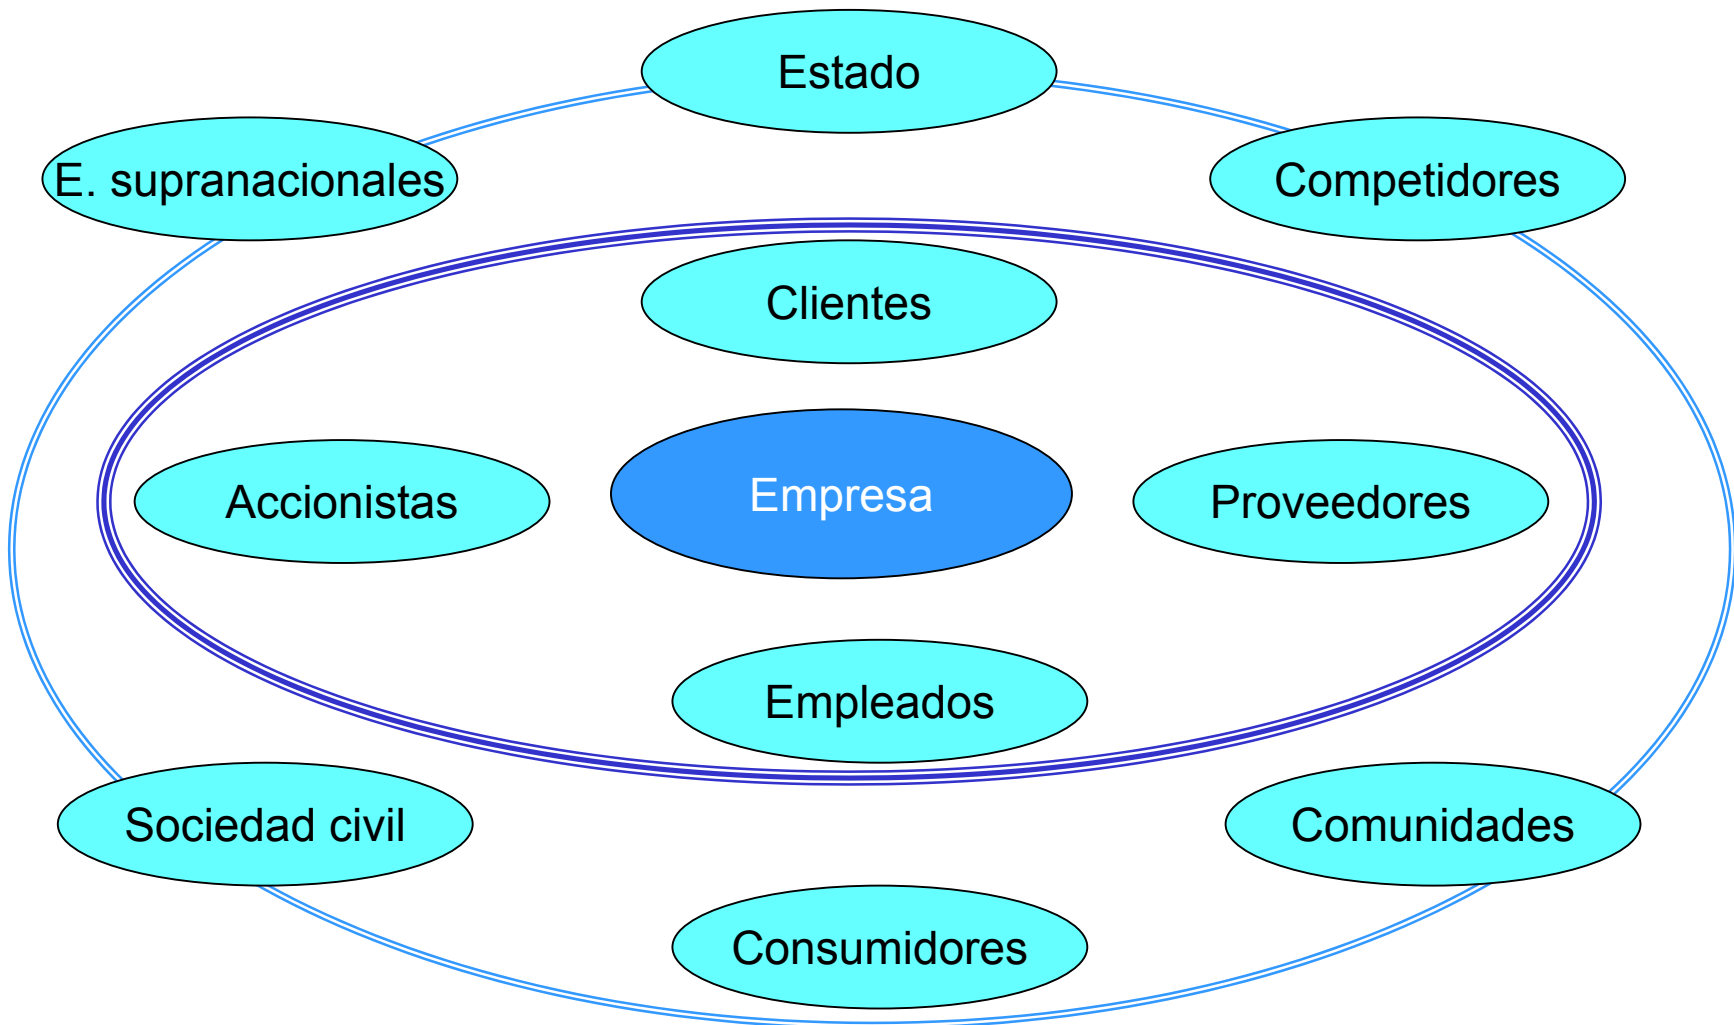 Estado
E. supranacionales
Competidores
Clientes
Accionistas
Empresa
Proveedores
Empleados
Sociedad civil
Comunidades
Consumidores